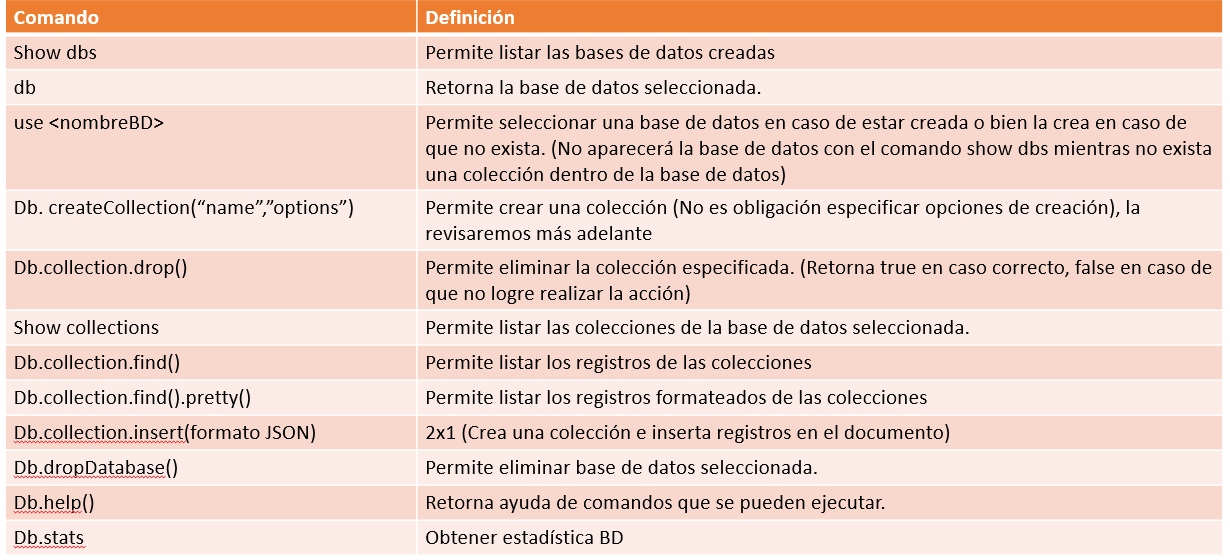 Comando Definición
Show dbs Permite listar las bases de datos creadas
db Retorna la base de datos seleccionada.
use <nombreBD> Permite seleccionar una base de datos en caso de estar creada o bien la crea en caso de
que no exista. (No aparecerá la base de datos con el comando show dbs mientras no exista
una colección dentro de la base de datos)
Db. createCollection(“name”,”options”) Permite crear una colección (No es obligación especificar opciones de creación), la
revisaremos más adelante
Db.collection.drop() Permite eliminar la colección especificada. (Retorna true en caso correcto, false en caso de
que no logre realizar la acción)
Show collections Permite listar las colecciones de la base de datos seleccionada.
Db.collection.find() Permite listar los registros de las colecciones
Db.collection.find().pretty() Permite listar los registros formateados de las colecciones
Db.collection.insert(formato JSON) 2x1 (Crea una colección e inserta registros en el documento)
Db.dropDatabase() Permite eliminar base de datos seleccionada.
Db.help() Retorna ayuda de comandos que se pueden ejecutar.
Db.stats Obtener estadística BD